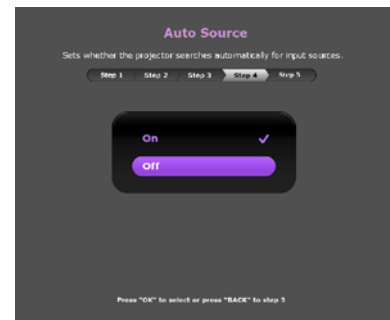 Auto Source
Sets whether the projector searches automatically for input sources.
Step 1 Step 2 Step 3 Step 4 Step 5
On
Off
Press "OK" to select or press "BACK" to step 3